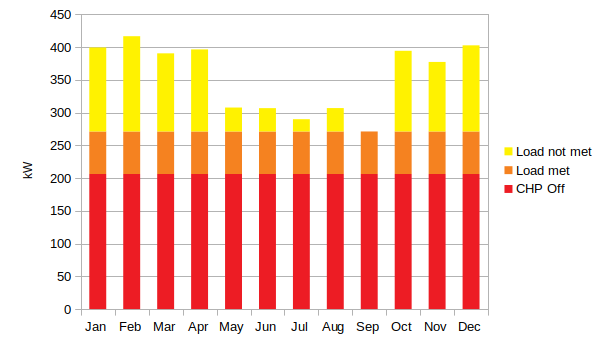 450
400
350
300
250
200
150
100
50
0
kW
Jan Feb Mar Apr May Jun Jul Aug Sep Oct Nov Dec
Load not met
Load met
CHP Off